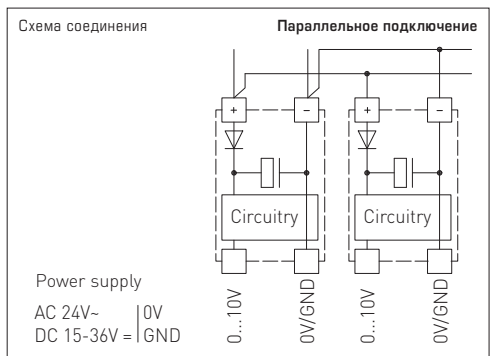 Схема соединения
Параллельное подключение
+ − + −
Circuitry Circuitry
Power supply
AC 24V~ | 0V
DC 15-36V = | GND
0...10V
0V/GND
0...10V
0V/GND